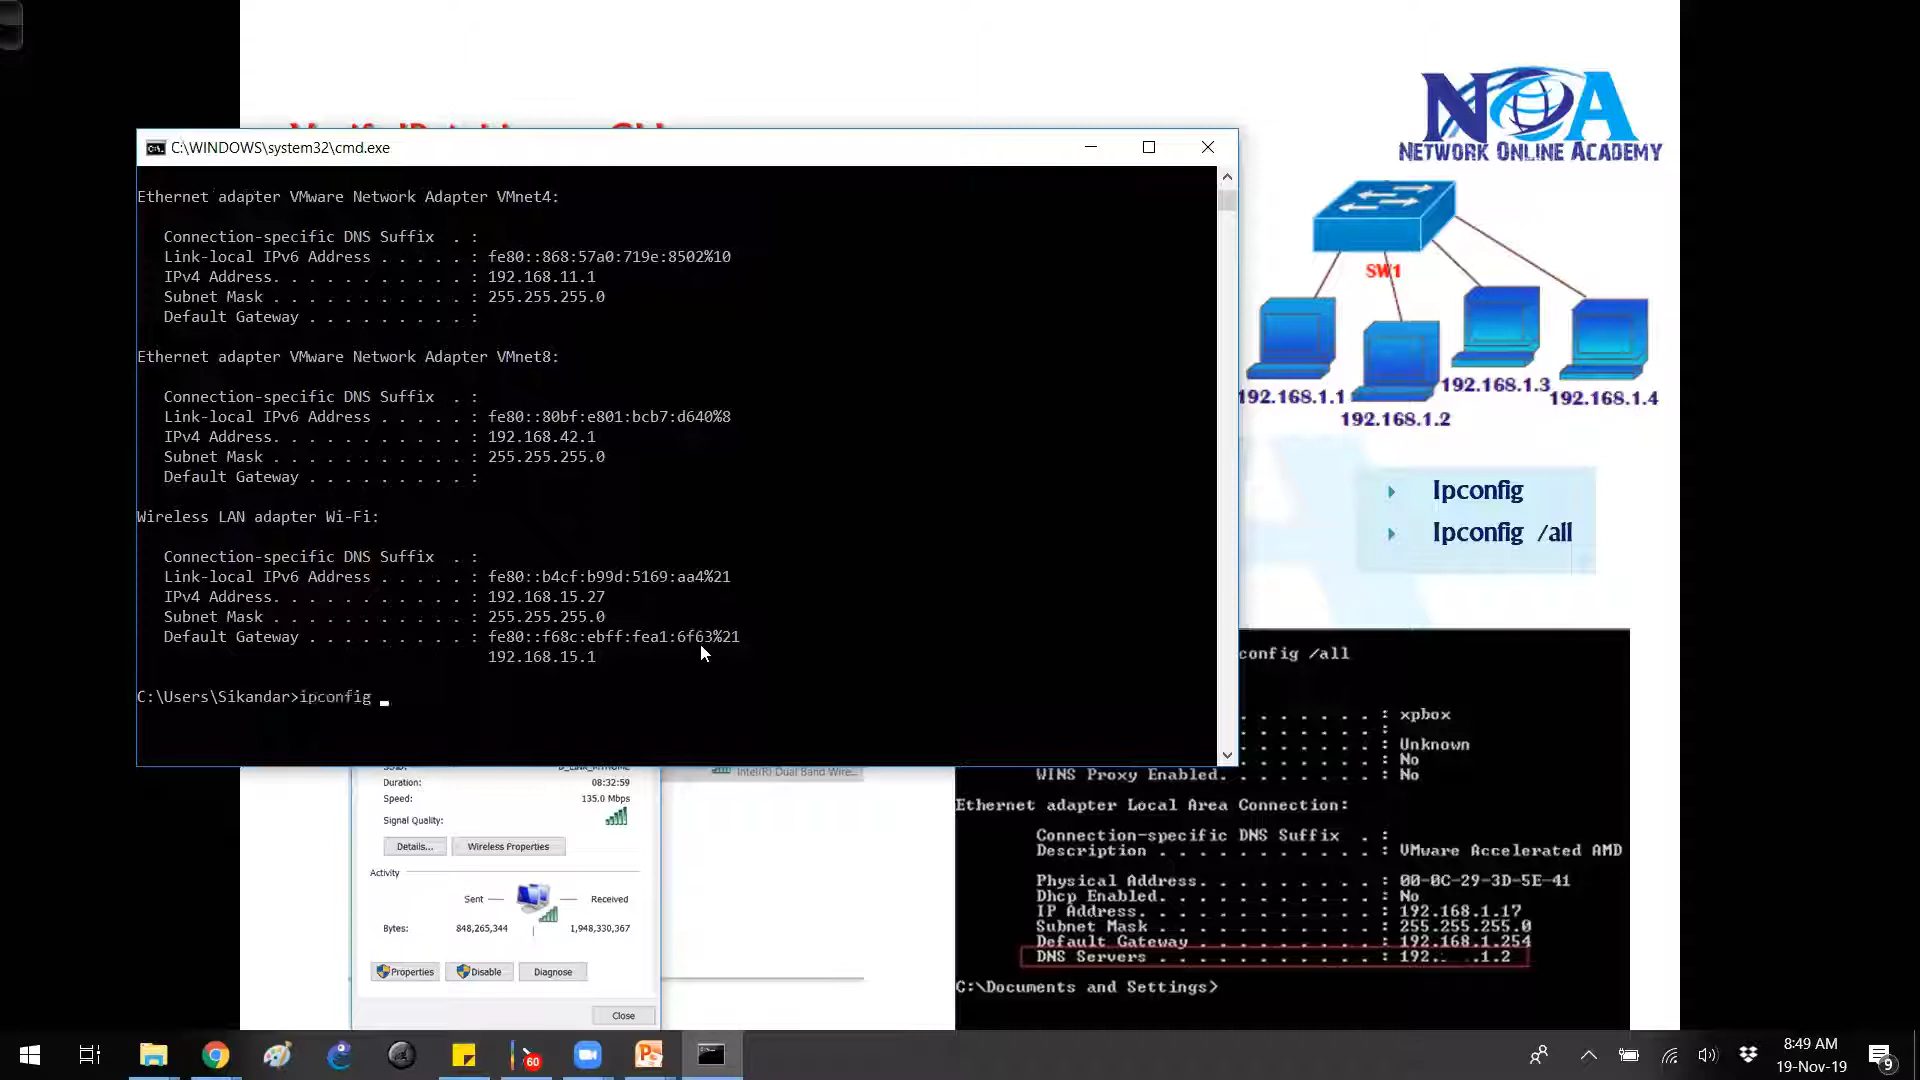 NOA
NETWORK ONLINE ACADEMY
C:\WINDOWS\system32\cmd.exe
Ethernet adapter VMware Network Adapter VMnet4:
Connection-specific DNS Suffix . :
Link-local IPv6 Address . . . . . : fe80::868:57a0:719e:8502%10
IPv4 Address. . . . . . . . . . . : 192.168.11.1
Subnet Mask . . . . . . . . . . . : 255.255.255.0
Default Gateway . . . . . . . . . :
Ethernet adapter VMware Network Adapter VMnet8:
Connection-specific DNS Suffix . :
Link-local IPv6 Address . . . . . : fe80::80bf:e801:bcb7:d640%8
IPv4 Address. . . . . . . . . . . : 192.168.42.1
Subnet Mask . . . . . . . . . . . : 255.255.255.0
Default Gateway . . . . . . . . . :
Wireless LAN adapter Wi-Fi:
Connection-specific DNS Suffix . :
Link-local IPv6 Address . . . . . : fe80::b4cf:b99d:5169:aa4%21
IPv4 Address. . . . . . . . . . . : 192.168.15.27
Subnet Mask . . . . . . . . . . . : 255.255.255.0
Default Gateway . . . . . . . . . : fe80::f68c:ebff:fea1:6f63%21
192.168.15.1
C:\Users\Sikandar>ipconfig _
SW1
192.168.1.1
192.168.1.2
192.168.1.3
192.168.1.4
Ipconfig
Ipconfig /all
Duration: 08:32:59
Speed: 135.0 Mbps
Signal Quality:
Details...
Wireless Properties
Activity
Sent
Received
Bytes: 848,265,344 1,948,330,367
Properties
Disable
Diagnose
Close
Intel(R) Dual Band Wire...
config /all
. . . . . . . : xpbox
. . . . . . . :
. . . . . . . : Unknown
. . . . . . . : No
WINS Proxy Enabled. . . . . . . . : No
Ethernet adapter Local Area Connection:
Connection-specific DNS Suffix . :
Description . . . . . . . . . . . : VMware Accelerated AMD
Physical Address. . . . . . . . . : 00-0C-29-3D-5E-41
Dhcp Enabled. . . . . . . . . . . : No
IP Address. . . . . . . . . . . . : 192.168.1.17
Subnet Mask . . . . . . . . . . . : 255.255.255.0
Default Gateway . . . . . . . . . : 192.168.1.254
DNS Servers . . . . . . . . . . . : 192. .1.2
C:\Documents and Settings>
60
8:49 AM
19-Nov-19
9